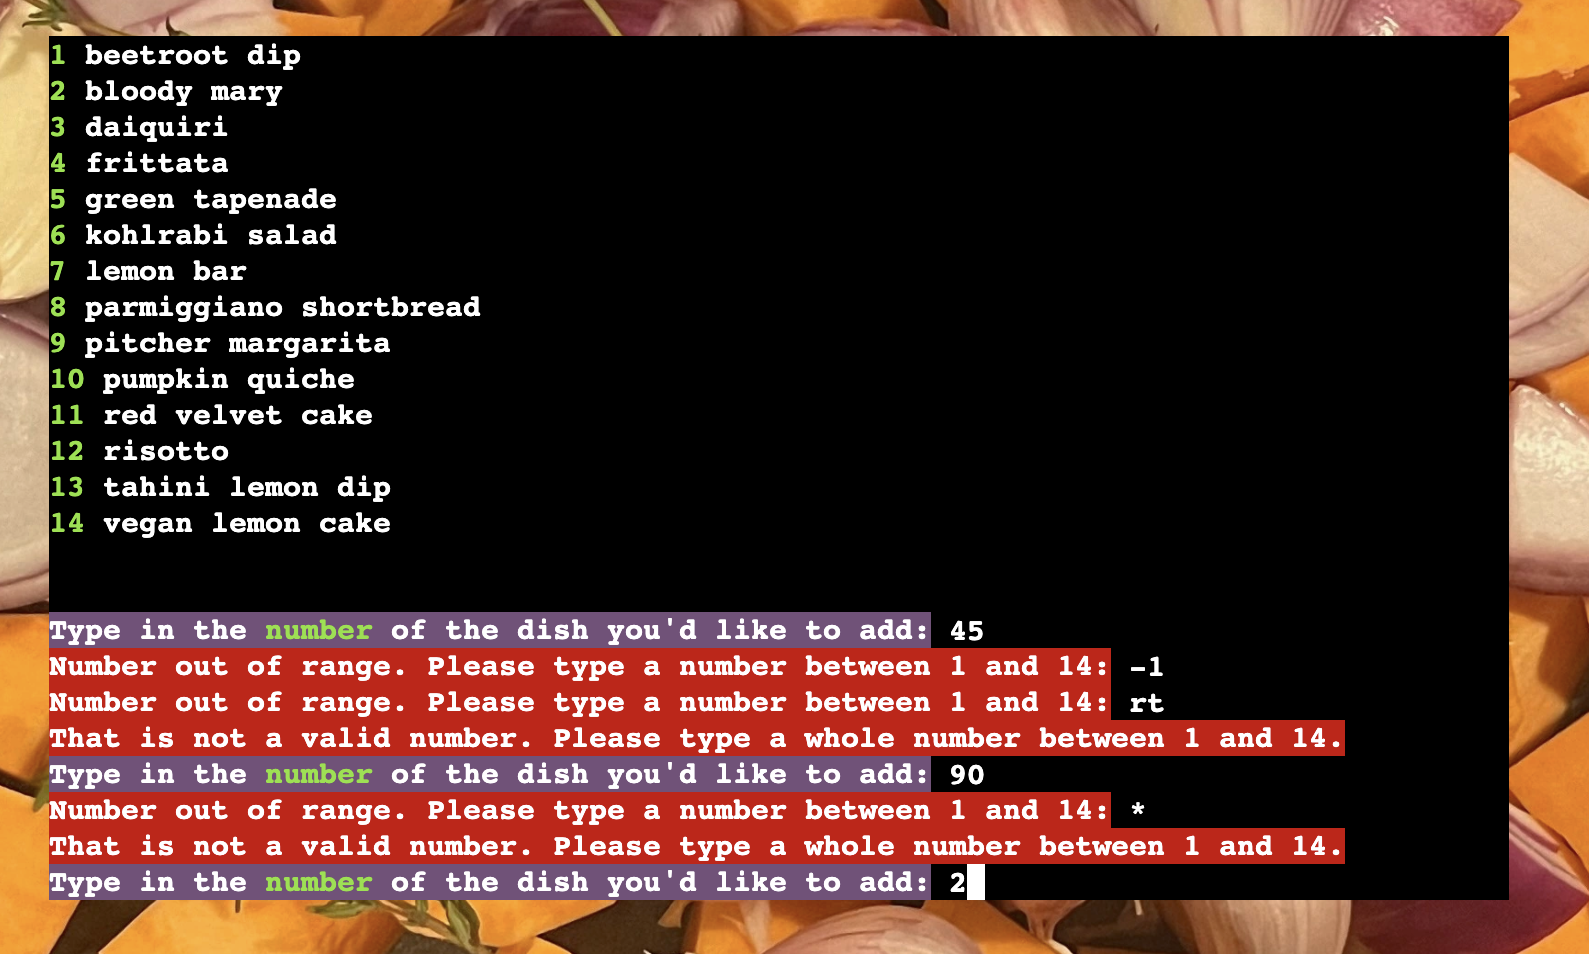 1 beetroot dip
2 bloody mary
3 daiquiri
4 frittata
5 green tapenade
6 kohlrabi salad
7 lemon bar
8 parmiggiano shortbread
9 pitcher margarita
10 pumpkin quiche
11 red velvet cake
12 risotto
13 tahini lemon dip
14 vegan lemon cake
Type in the number of the dish you'd like to add: 45
Number out of range. Please type a number between 1 and 14: -1
Number out of range. Please type a number between 1 and 14: rt
That is not a valid number. Please type a whole number between 1 and 14.
Type in the number of the dish you'd like to add: 90
Number out of range. Please type a number between 1 and 14: *
That is not a valid number. Please type a whole number between 1 and 14.
Type in the number of the dish you'd like to add: 2